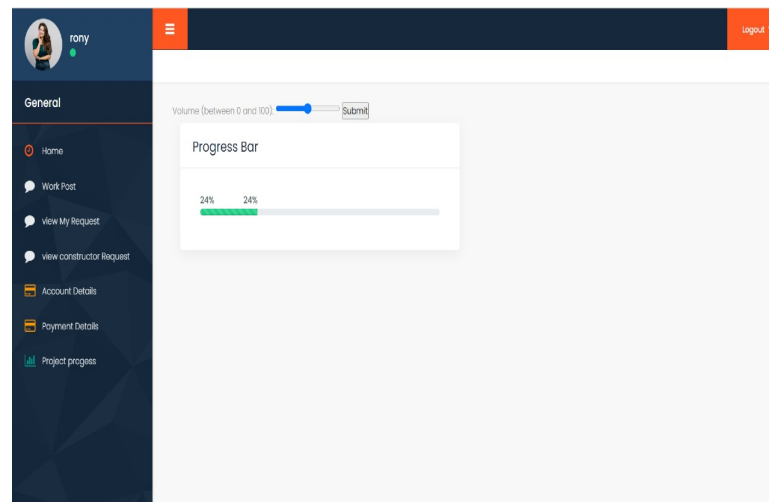 rony
Logout
General
Volume (between 0 and 100): Submit
Progress Bar
24% 24%
Home
Work Post
view My Request
view constructor Request
Account Details
Payment Details
Project progess